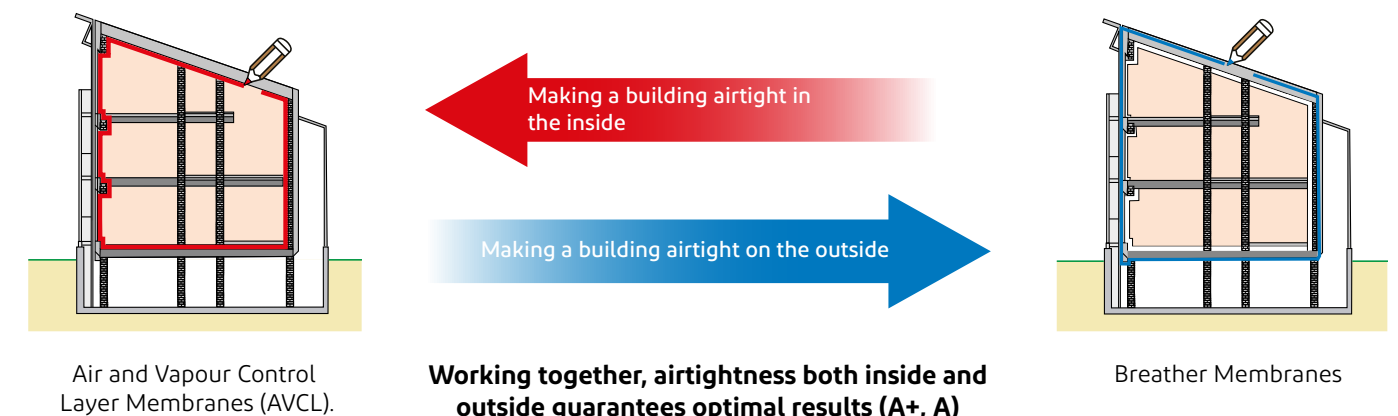 Making a building airtight in
the inside
Making a building airtight on the outside
Air and Vapour Control
Layer Membranes (AVCL).
Working together, airtightness both inside and
outside guarantees optimal results (A+, A)
Breather Membranes